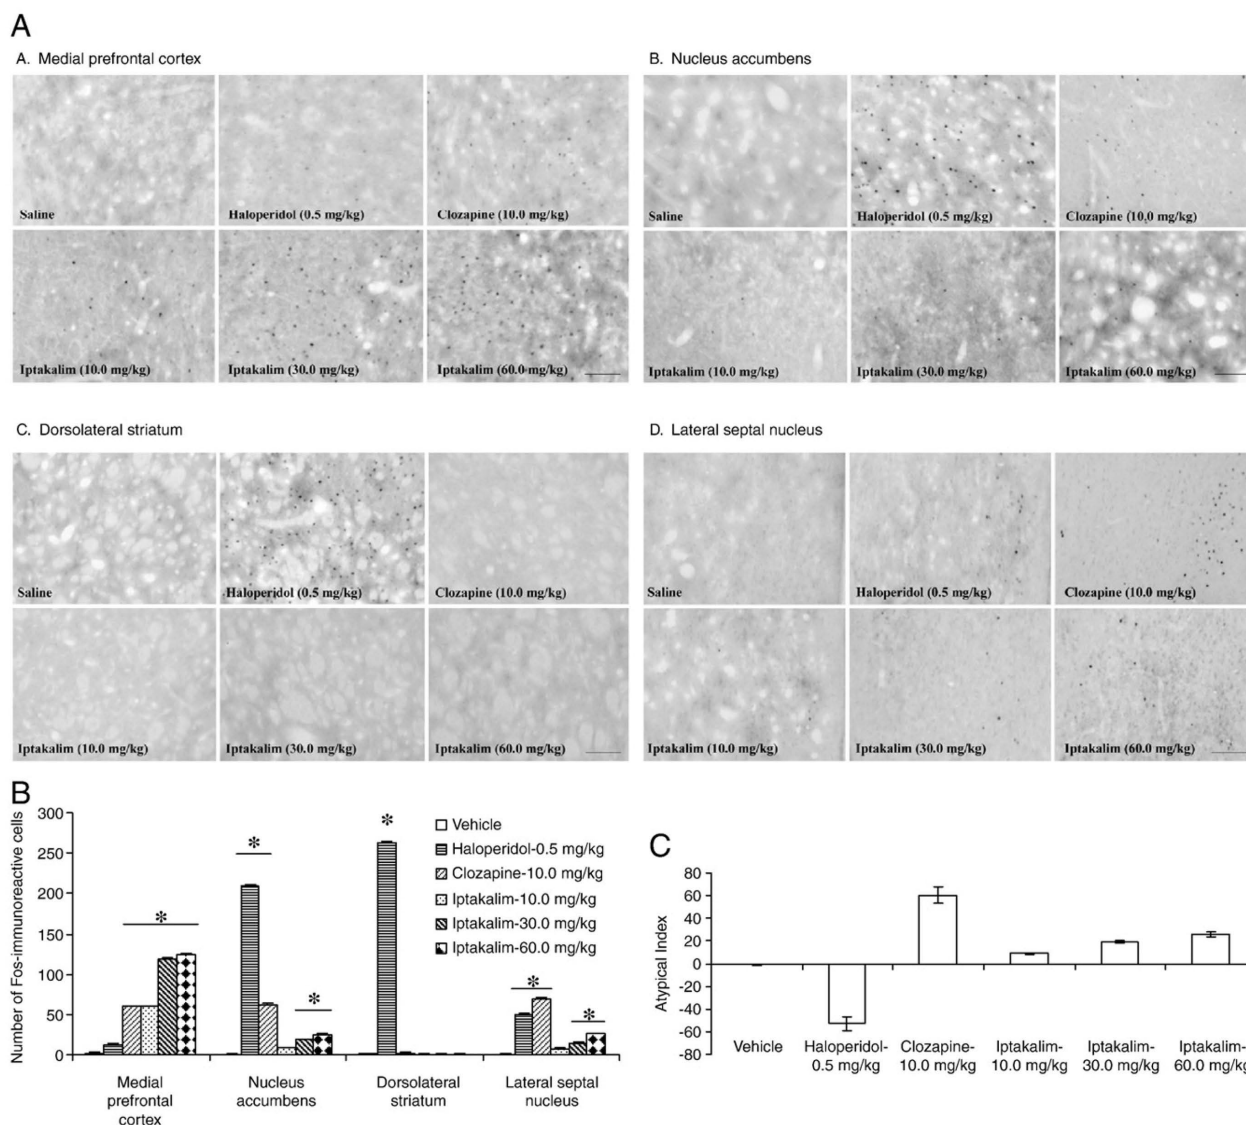 A
A. Medial prefrontal cortex
Saline
Haloperidol (0.5 mg/kg)
Clozapine (10.0 mg/kg)
Iptakalim (10.0 mg/kg)
Iptakalim (30.0 mg/kg)
Iptakalim (60.0 mg/kg)
B. Nucleus accumbens
Saline
Haloperidol (0.5 mg/kg)
Clozapine (10.0 mg/kg)
Iptakalim (10.0 mg/kg)
Iptakalim (30.0 mg/kg)
Iptakalim (60.0 mg/kg)
C. Dorsolateral striatum
Saline
Haloperidol (0.5 mg/kg)
Clozapine (10.0 mg/kg)
Iptakalim (10.0 mg/kg)
Iptakalim (30.0 mg/kg)
Iptakalim (60.0 mg/kg)
D. Lateral septal nucleus
Saline
Haloperidol (0.5 mg/kg)
Clozapine (10.0 mg/kg)
Iptakalim (10.0 mg/kg)
Iptakalim (30.0 mg/kg)
Iptakalim (60.0 mg/kg)
B
Number of Fos-immunoreactive cells
300
250
200
150
100
50
0
*
*
*
*
*
*
Vehicle
Haloperidol-0.5 mg/kg
Clozapine-10.0 mg/kg
Iptakalim-10.0 mg/kg
Iptakalim-30.0 mg/kg
Iptakalim-60.0 mg/kg
Medial
prefrontal
cortex
Nucleus
accumbens
Dorsolateral
striatum
Lateral septal
nucleus
C
Atypical Index
80
60
40
20
0
-20
-40
-60
-80
Vehicle
Haloperidol-
0.5 mg/kg
Clozapine-
10.0 mg/kg
Iptakalim-
10.0 mg/kg
Iptakalim-
30.0 mg/kg
Iptakalim-
60.0 mg/kg